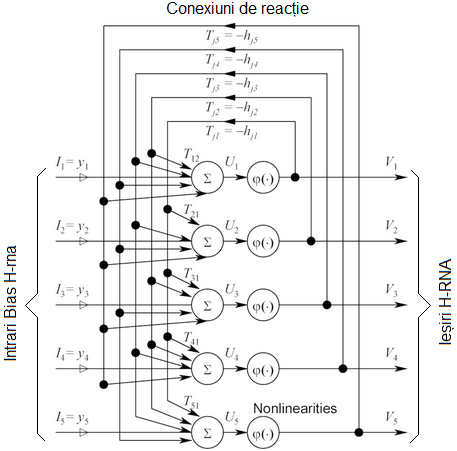 Conexiuni de reacție
T_j5 = –h_j5
T_j4 = –h_j4
T_j3 = –h_j3
T_j2 = –h_j2
T_j1 = –h_j1
I_1 = y_1 T_12 Σ U_1 φ(·) V_1
I_2 = y_2 T_21 Σ U_2 φ(·) V_2
I_3 = y_3 T_31 Σ U_3 φ(·) V_3
I_4 = y_4 T_41 Σ U_4 φ(·) V_4
Nonlinearities
I_5 = y_5 T_51 Σ U_5 φ(·) V_5
Intrari Bias H-rna
Ieșiri H-RNA